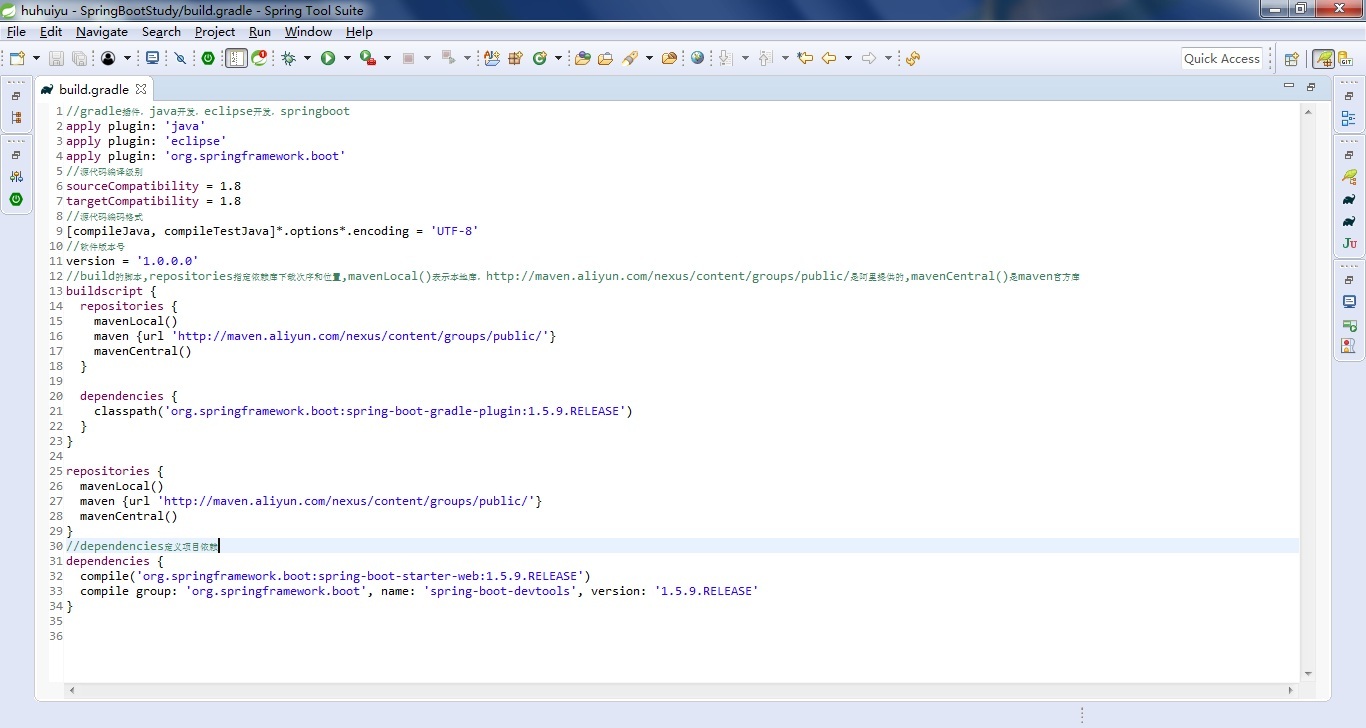 huhuiyu - SpringBootStudy/build.gradle - Spring Tool Suite
File Edit Navigate Search Project Run Window Help
Quick Access
build.gradle
1 //gradle插件. java开发. eclipse开发. springboot
2 apply plugin: 'java'
3 apply plugin: 'eclipse'
4 apply plugin: 'org.springframework.boot'
5 //源代码编译级别
6 sourceCompatibility = 1.8
7 targetCompatibility = 1.8
8 //源代码编码格式
9 [compileJava, compileTestJava]*.options*.encoding = 'UTF-8'
10 //软件版本号
11 version = '1.0.0.0'
12 //build的脚本,repositories指定依赖库下载次序和位置,mavenLocal()表示本地库. http://maven.aliyun.com/nexus/content/groups/public/是阿里提供的,mavenCentral()是maven官方库
13 buildscript {
14 repositories {
15 mavenLocal()
16 maven {url 'http://maven.aliyun.com/nexus/content/groups/public/'}
17 mavenCentral()
18 }
19
20 dependencies {
21 classpath('org.springframework.boot:spring-boot-gradle-plugin:1.5.9.RELEASE')
22 }
23 }
24
25 repositories {
26 mavenLocal()
27 maven {url 'http://maven.aliyun.com/nexus/content/groups/public/'}
28 mavenCentral()
29 }
30 //dependencies定义项目依赖
31 dependencies {
32 compile('org.springframework.boot:spring-boot-starter-web:1.5.9.RELEASE')
33 compile group: 'org.springframework.boot', name: 'spring-boot-devtools', version: '1.5.9.RELEASE'
34 }
35
36